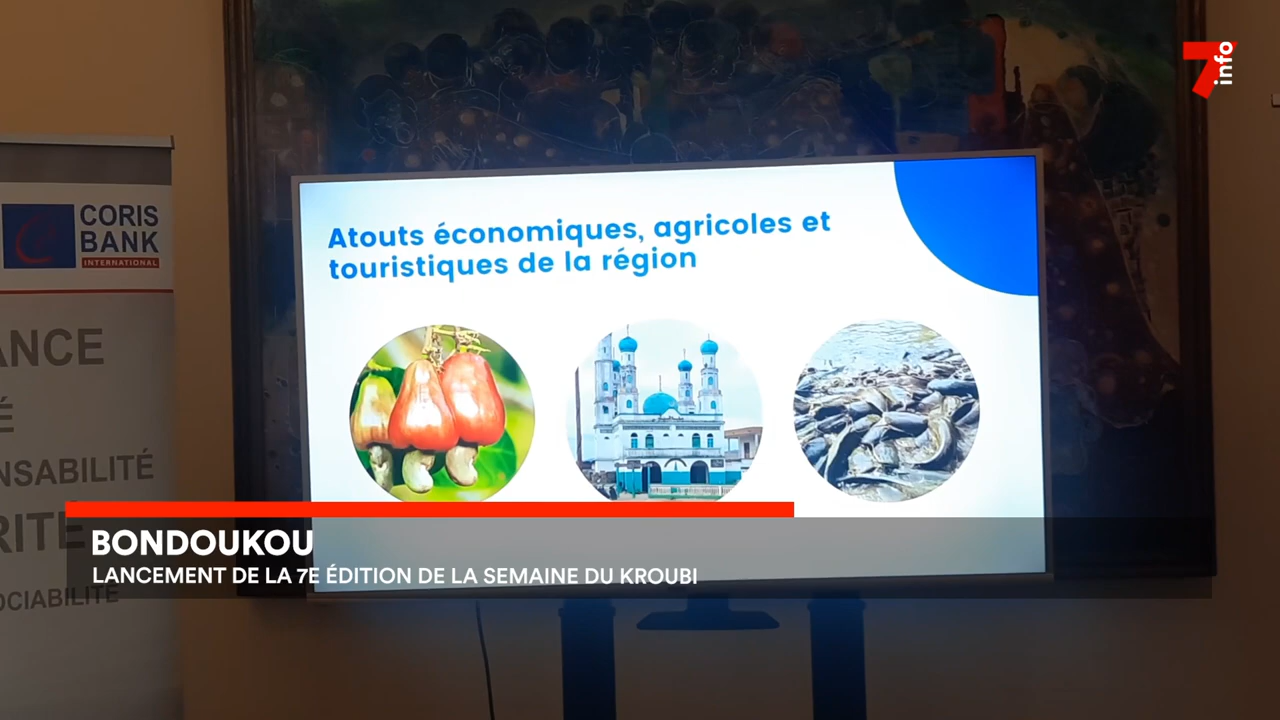 7info
CORIS
BANK
INTERNATIONAL
ANCE
É
NSABILITÉ
RITE
OCIABILITÉ
Atouts économiques, agricoles et
touristiques de la région
BONDOUKOU
LANCEMENT DE LA 7E ÉDITION DE LA SEMAINE DU KROUBI